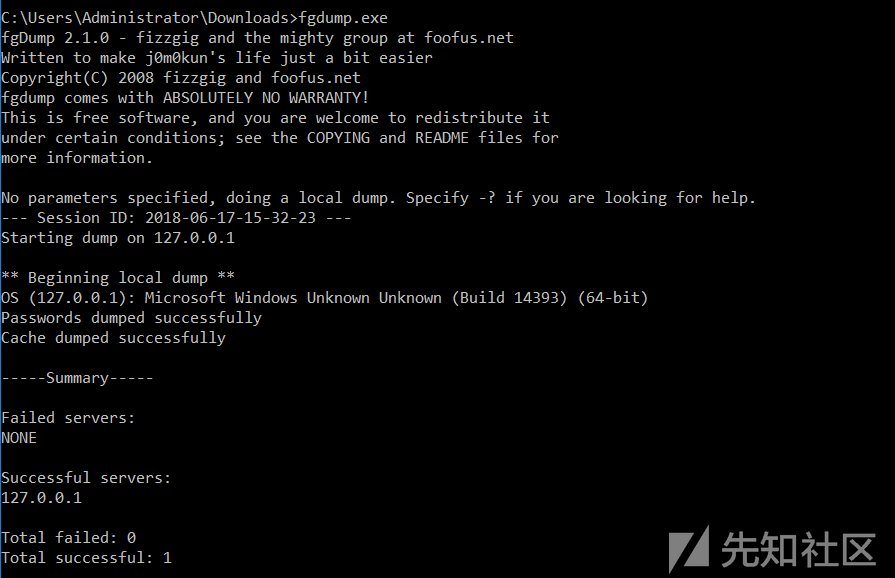 C:\Users\Administrator\Downloads>fgdump.exe
fgDump 2.1.0 - fizzgig and the mighty group at foofus.net
Written to make j0m0kun's life just a bit easier
Copyright(C) 2008 fizzgig and foofus.net
fgdump comes with ABSOLUTELY NO WARRANTY!
This is free software, and you are welcome to redistribute it
under certain conditions; see the COPYING and README files for
more information.
No parameters specified, doing a local dump. Specify -? if you are looking for help.
--- Session ID: 2018-06-17-15-32-23 ---
Starting dump on 127.0.0.1
** Beginning local dump **
OS (127.0.0.1): Microsoft Windows Unknown Unknown (Build 14393) (64-bit)
Passwords dumped successfully
Cache dumped successfully
-----Summary-----
Failed servers:
NONE
Successful servers:
127.0.0.1
Total failed: 0
Total successful: 1
先知社区